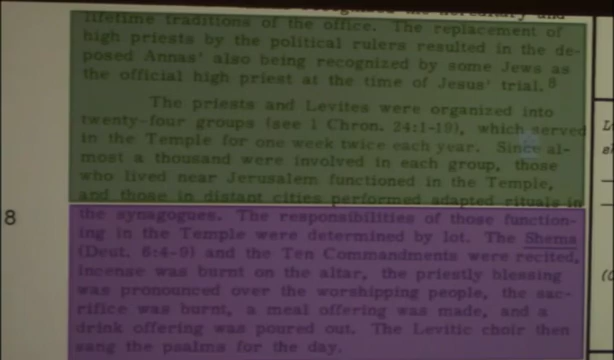 lifetime traditions of the office. The replacement of
high priests by the political rulers resulted in the de-
posed Annas' also being recognized by some Jews as
the official high priest at the time of Jesus' trial.8
The priests and Levites were organized into
twenty-four groups (see 1 Chron. 24:1-19), which served
in the Temple for one week twice each year. Since al-
most a thousand were involved in each group, those
who lived near Jerusalem functioned in the Temple,
and those in distant cities performed adapted rituals in
8
the synagogues. The responsibilities of those function-
ing in the Temple were determined by lot. The Shema
(Deut. 6:4-9) and the Ten Commandments were recited,
incense was burnt on the altar, the priestly blessing
was pronounced over the worshipping people, the sac-
rifice was burnt, a meal offering was made, and a
drink offering was poured out. The Levitic choir then
sang the psalms for the day.